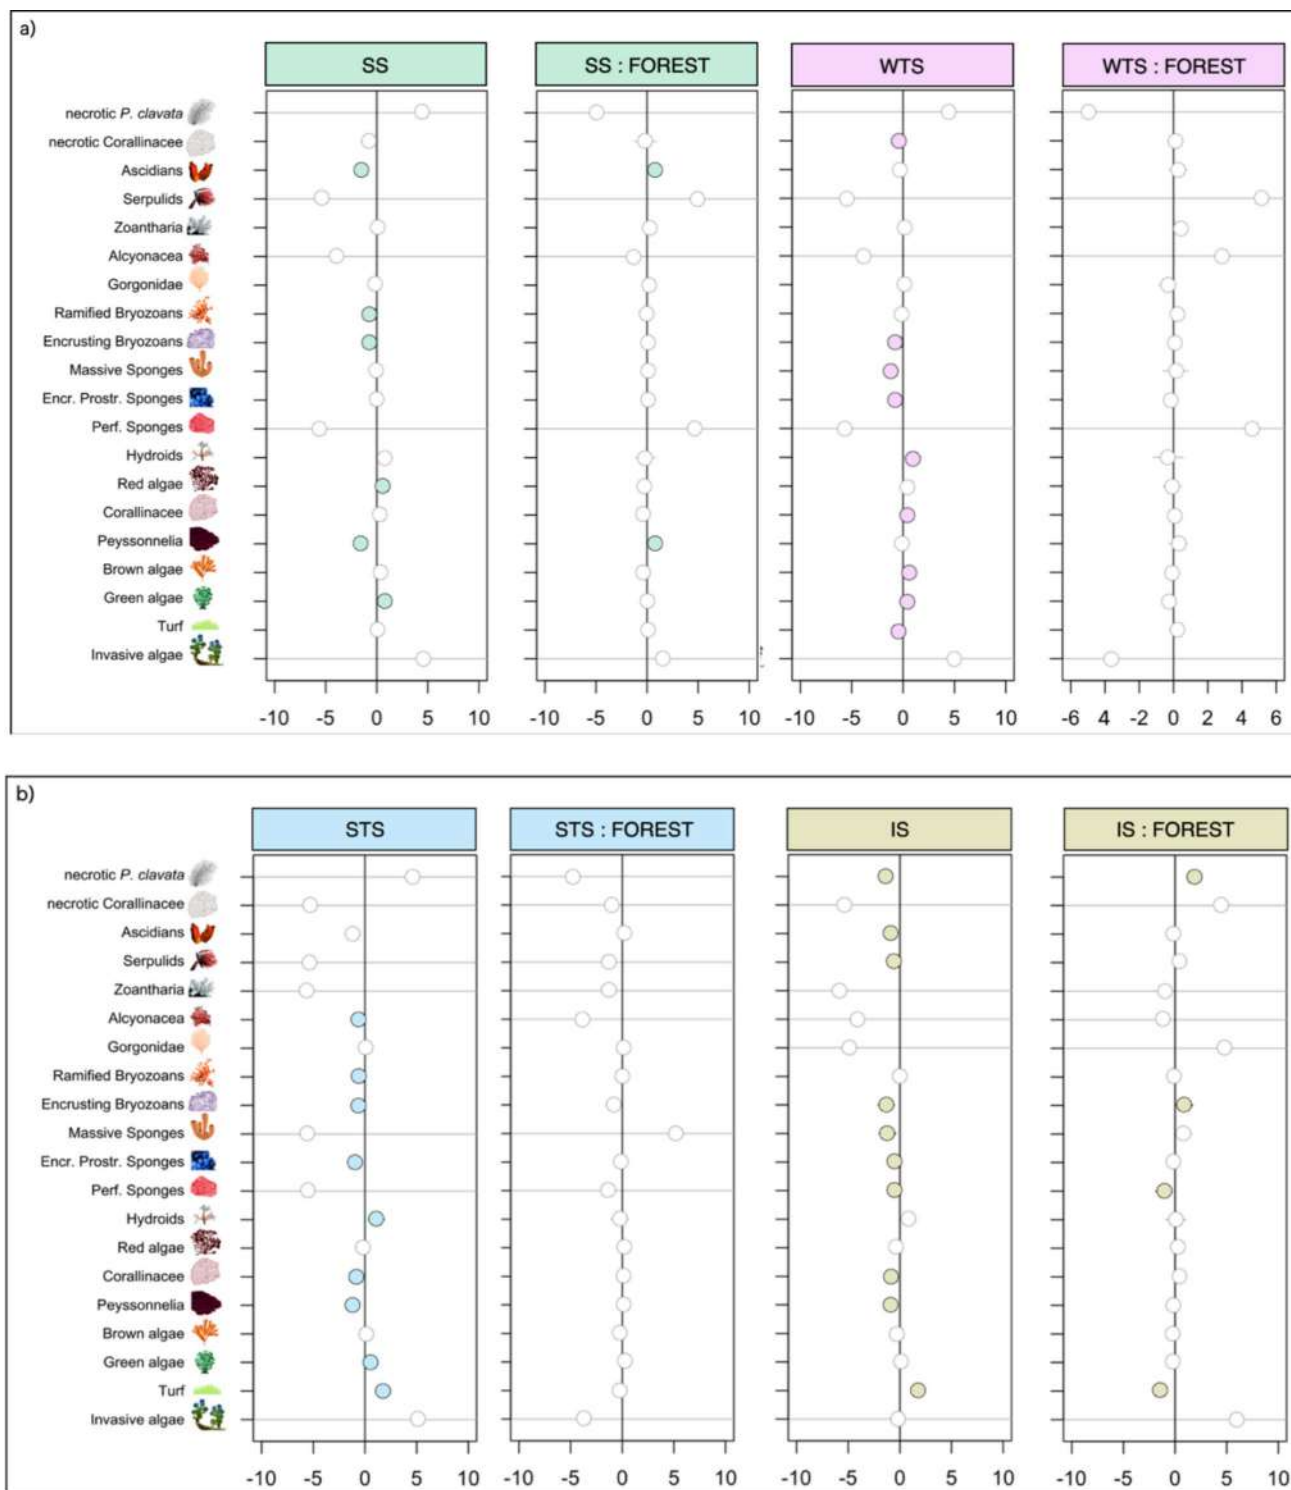 a)
SS
SS : FOREST
WTS
WTS : FOREST
necrotic P. clavata
necrotic Corallinacee
Ascidians
Serpulids
Zoantharia
Alcyonacea
Gorgonidae
Ramified Bryozoans
Encrusting Bryozoans
Massive Sponges
Encr. Prostr. Sponges
Perf. Sponges
Hydroids
Red algae
Corallinacee
Peyssonnelia
Brown algae
Green algae
Turf
Invasive algae
-10 -5 0 5 10
-10 -5 0 5 10
-10 -5 0 5 10
-6 -4 -2 0 2 4 6
b)
STS
STS : FOREST
IS
IS : FOREST
necrotic P. clavata
necrotic Corallinacee
Ascidians
Serpulids
Zoantharia
Alcyonacea
Gorgonidae
Ramified Bryozoans
Encrusting Bryozoans
Massive Sponges
Encr. Prostr. Sponges
Perf. Sponges
Hydroids
Red algae
Corallinacee
Peyssonnelia
Brown algae
Green algae
Turf
Invasive algae
-10 -5 0 5 10
-10 -5 0 5 10
-10 -5 0 5 10
-10 -5 0 5 10